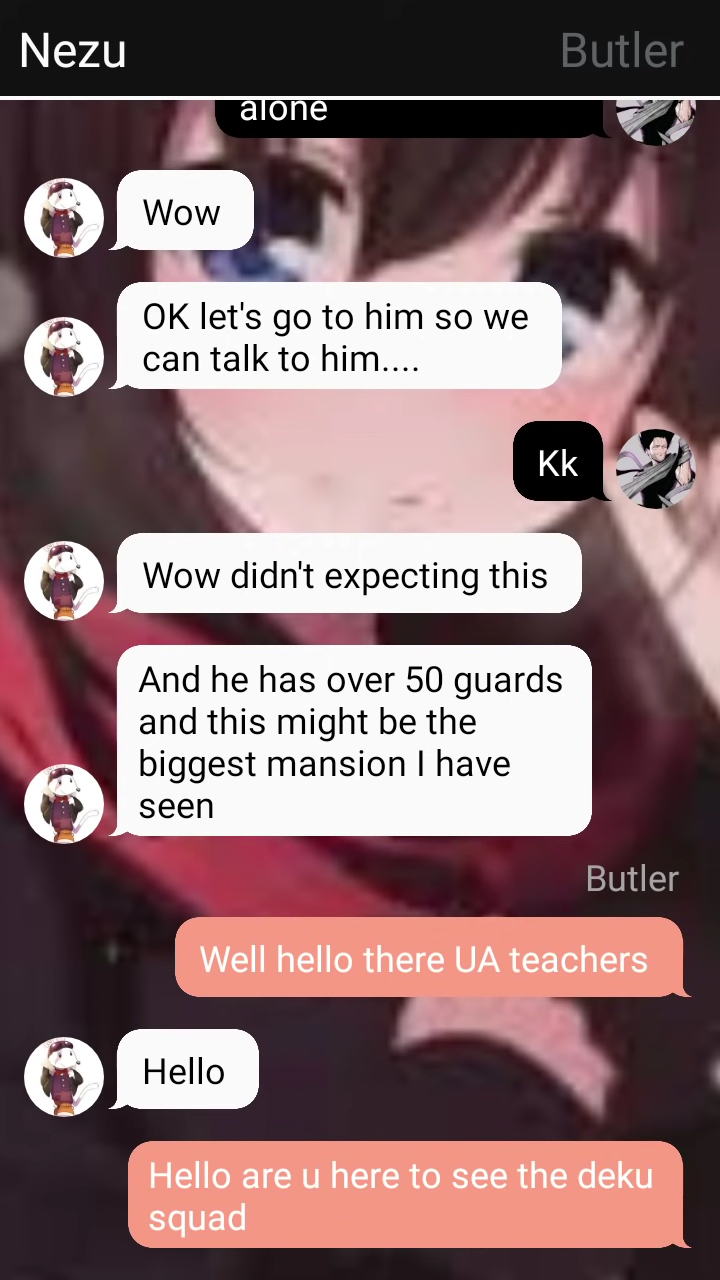 Nezu
Butler
alone
Wow
OK let's go to him so we
can talk to him....
Kk
Wow didn't expecting this
And he has over 50 guards
and this might be the
biggest mansion I have
seen
Butler
Well hello there UA teachers
Hello
Hello are u here to see the deku
squad